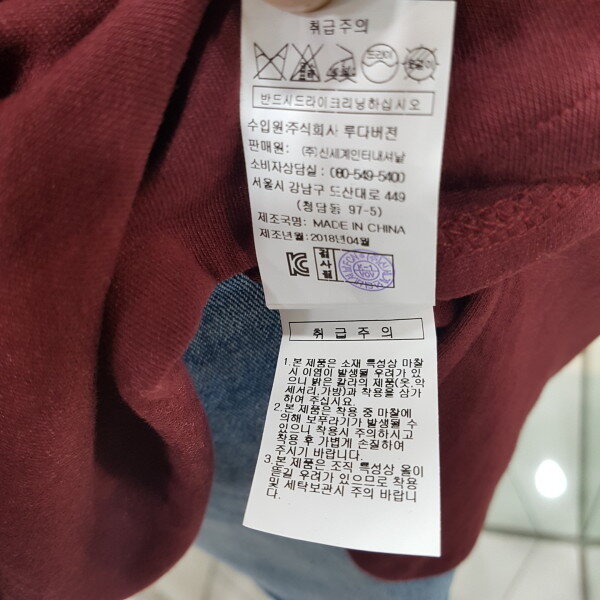 취급주의
드라이
반드시드라이크리닝하십시오
수입원:주식회사 루다버전
판매원: (주)신세계인터내셔날
소비자상담실: 080-549-5400
서울시 강남구 도산대로 449
(청담동 97-5)
제조국명: MADE IN CHINA
제조년월:2018년04월
검사필
취급주의
1.본 제품은 소재 특성상 마찰
시 이염이 발생될 우려가 있
으니 밝은 칼라의 제품(옷,악
세서리,가방)과 착용을 삼가
하여 주십시요.
2.본 제품은 착용 중 마찰에
의해 보푸라기가 발생될 수
있으니 착용시 주의하시고
착용 후 가볍게 손질하여
주시기 바랍니다.
3.본 제품은 조직 특성상 올이
뜯길 우려가 있으므로 착용
및 세탁보관시 주의 바랍니
다.